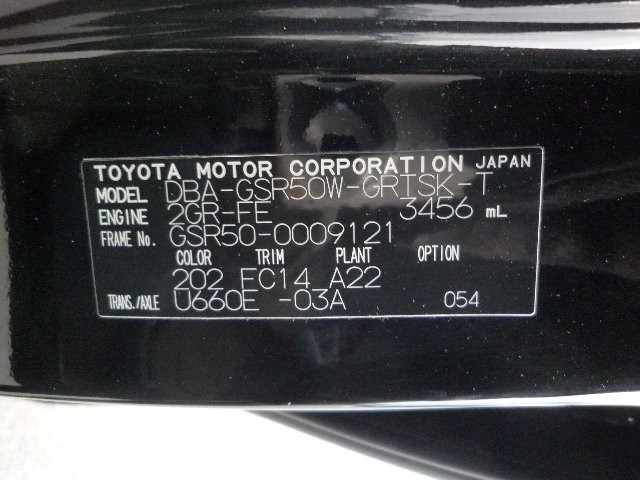 TOYOTA MOTOR CORPORATION JAPAN
MODEL DBA-GSR50W-GRTSK-T
ENGINE 2GR-FE 3456 mL
FRAME No. GSR50-0009121
COLOR TRIM PLANT OPTION
202 FC14 A22
TRANS./AXLE U660E -03A 054